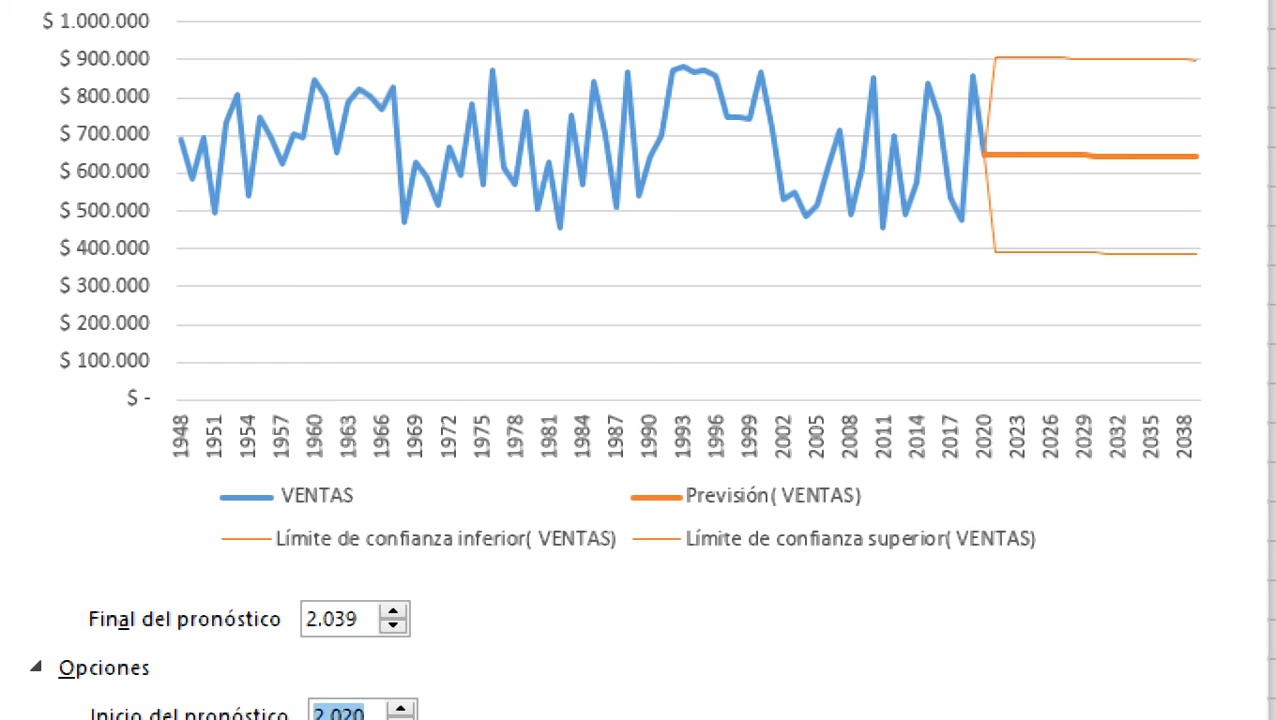 $ 1.000.000
$ 900.000
$ 800.000
$ 700.000
$ 600.000
$ 500.000
$ 400.000
$ 300.000
$ 200.000
$ 100.000
$ -
1948 1951 1954 1957 1960 1963 1966 1969 1972 1975 1978 1981 1984 1987 1990 1993 1996 1999 2002 2005 2008 2011 2014 2017 2020 2023 2026 2029 2032 2035 2038
VENTAS Previsión( VENTAS)
Límite de confianza inferior( VENTAS) Límite de confianza superior( VENTAS)
Final del pronóstico 2.039
Opciones
Inicio del pronóstico 2.020